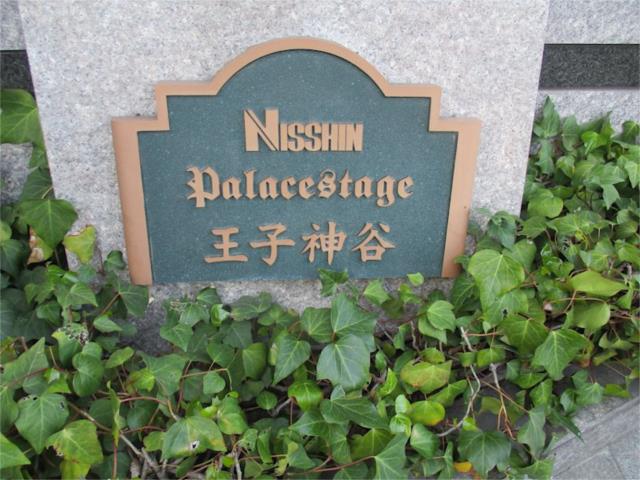 NISSHIN
Palacestage
王子神谷